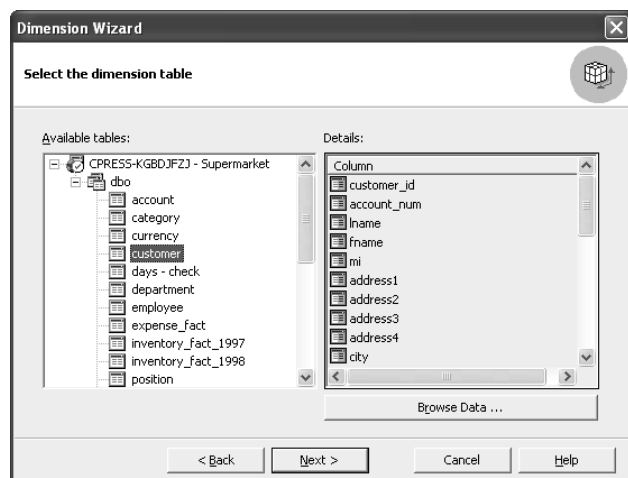 Dimension Wizard
Select the dimension table
Available tables:
CPRESS-KGBDJFZJ - Supermarket
dbo
account
category
currency
customer
days - check
department
employee
expense_fact
inventory_fact_1997
inventory_fact_1998
position
Details:
Column
customer_id
account_num
lname
fname
mi
address1
address2
address3
address4
city
Browse Data ...
< Back
Next >
Cancel
Help